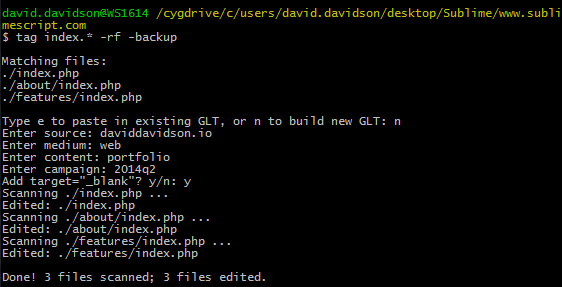 david.davidson@WS1614 /cygdrive/c/users/david.davidson/desktop/Sublime/www.subli
mescript.com
$ tag index.* -rf -backup
Matching files:
./index.php
./about/index.php
./features/index.php
Type e to paste in existing GLT, or n to build new GLT: n
Enter source: daviddavidson.io
Enter medium: web
Enter content: portfolio
Enter campaign: 2014q2
Add target="_blank"? y/n: y
Scanning ./index.php ...
Edited: ./index.php
Scanning ./about/index.php ...
Edited: ./about/index.php
Scanning ./features/index.php ...
Edited: ./features/index.php
Done! 3 files scanned; 3 files edited.